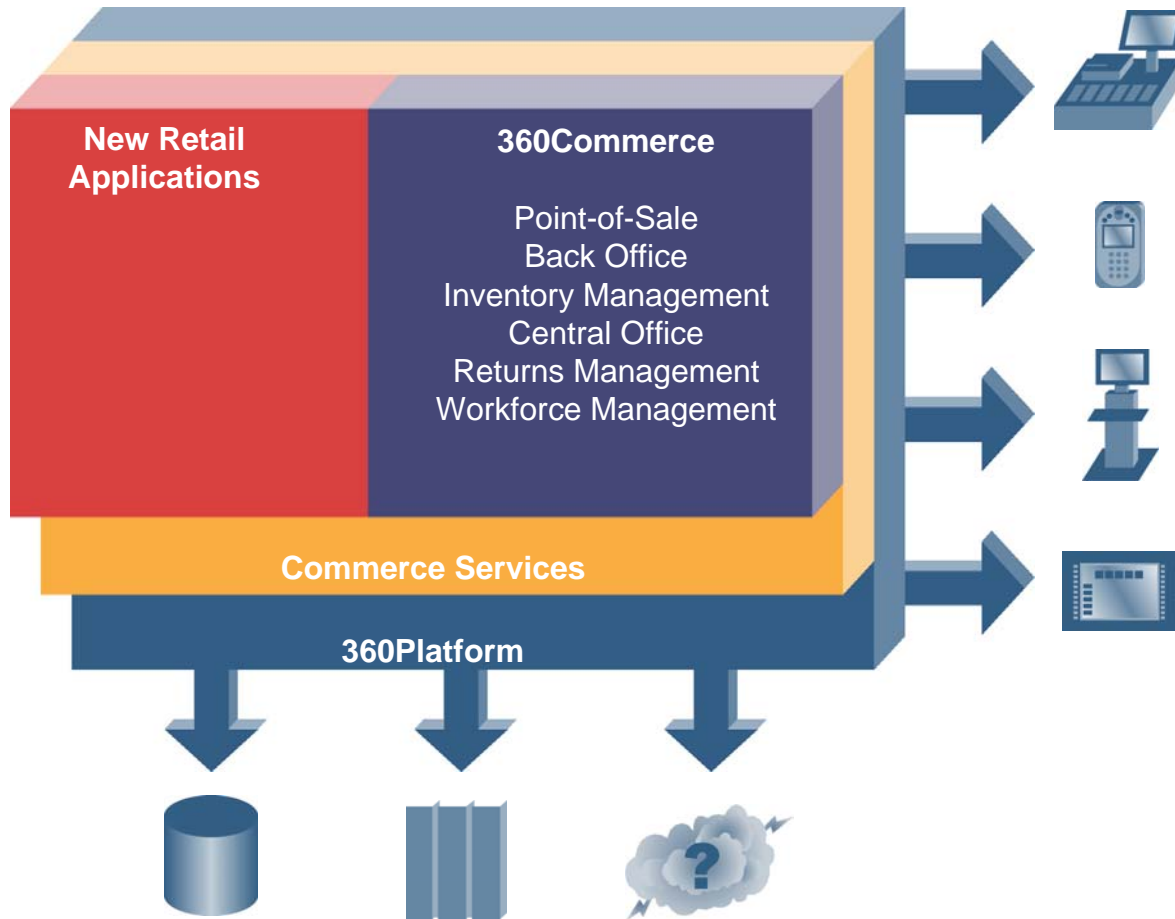 New Retail
Applications
360Commerce
Point-of-Sale
Back Office
Inventory Management
Central Office
Returns Management
Workforce Management
Commerce Services
360Platform
?